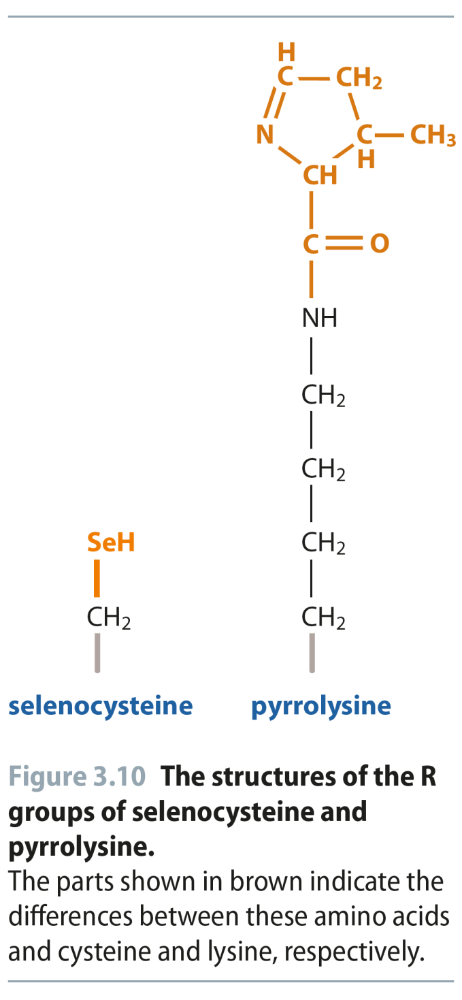 H
C CH2
N C CH3
H
CH
C O
NH
CH2
CH2
SeH CH2
CH2 CH2
selenocysteine pyrrolysine
Figure 3.10 The structures of the R
groups of selenocysteine and
pyrrolysine.
The parts shown in brown indicate the
differences between these amino acids
and cysteine and lysine, respectively.